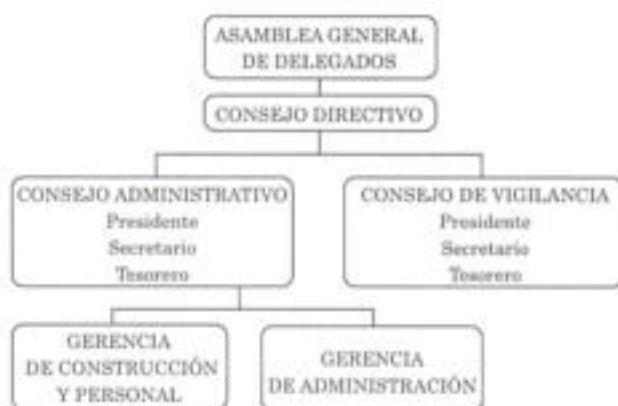 ASAMBLEA GENERAL
DE DELEGADOS
CONSEJO DIRECTIVO
CONSEJO ADMINISTRATIVO
Presidente
Secretario
Tesorero
CONSEJO DE VIGILANCIA
Presidente
Secretario
Tesorero
GERENCIA
DE CONSTRUCCIÓN
Y PERSONAL
GERENCIA
DE ADMINISTRACIÓN